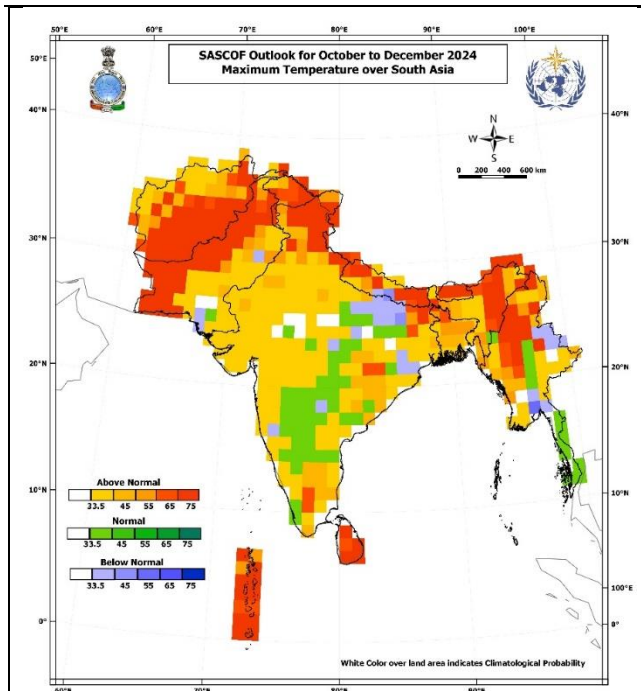 50°E 60°E 70°E 80°E 90°E 100°E
50°N
SASCOF Outlook for October to December 2024
Maximum Temperature over South Asia
40°N 40°N
N
W E
S
0 200 400 600 km
30°N 30°N
20°N 20°N
Above Normal
33.5 45 55 65 75
10°N 10°N
Normal
33.5 45 55 65 75
Below Normal
33.5 45 55 65 75
0° 100°E 0°
White Color over land area indicates Climatological Probability
70°E 80°E 90°E